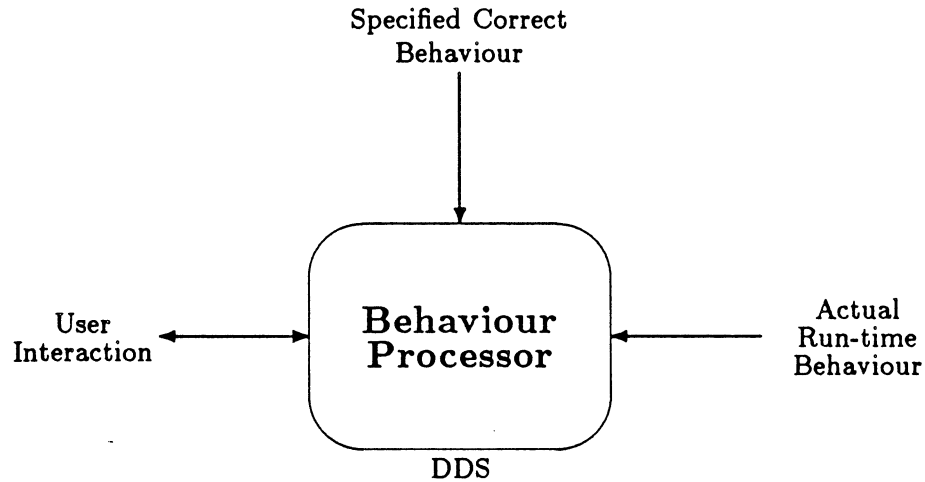 Specified Correct
Behaviour
User
Interaction
Behaviour
Processor
Actual
Run-time
Behaviour
DDS